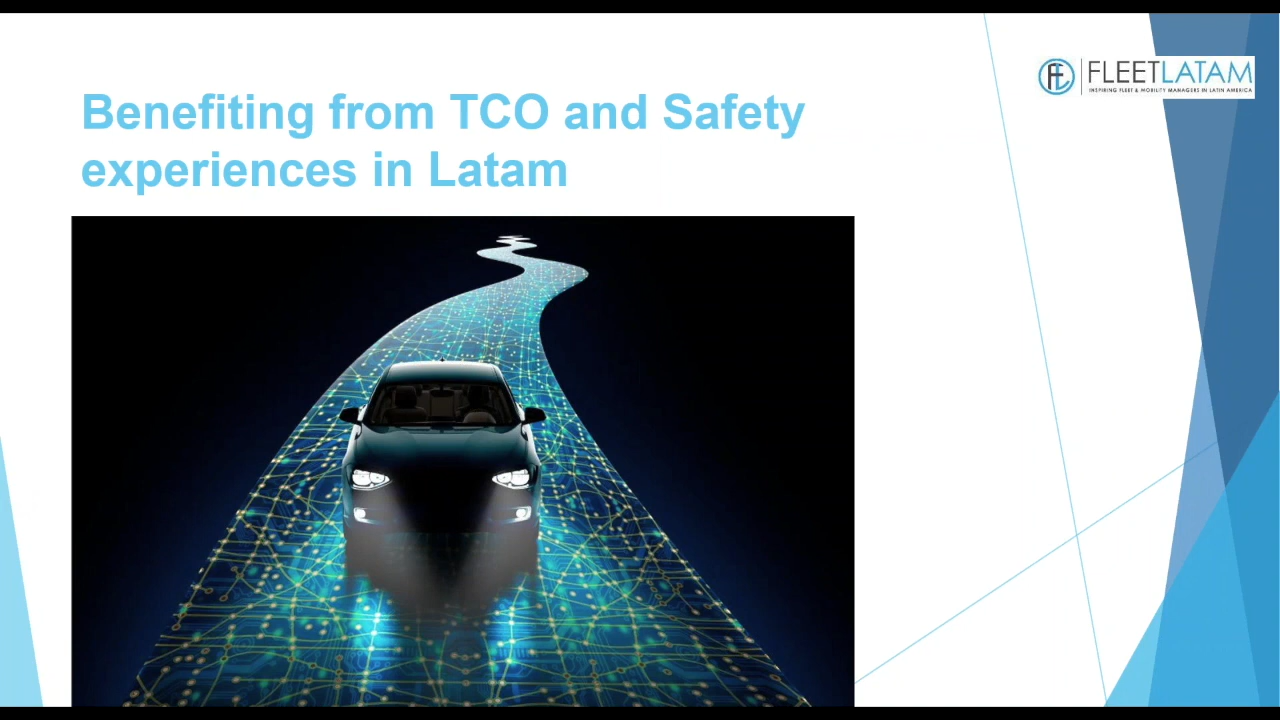 Benefiting from TCO and Safety
experiences in Latam
FLEETLATAM
INSPIRING FLEET & MOBILITY MANAGERS IN LATIN AMERICA